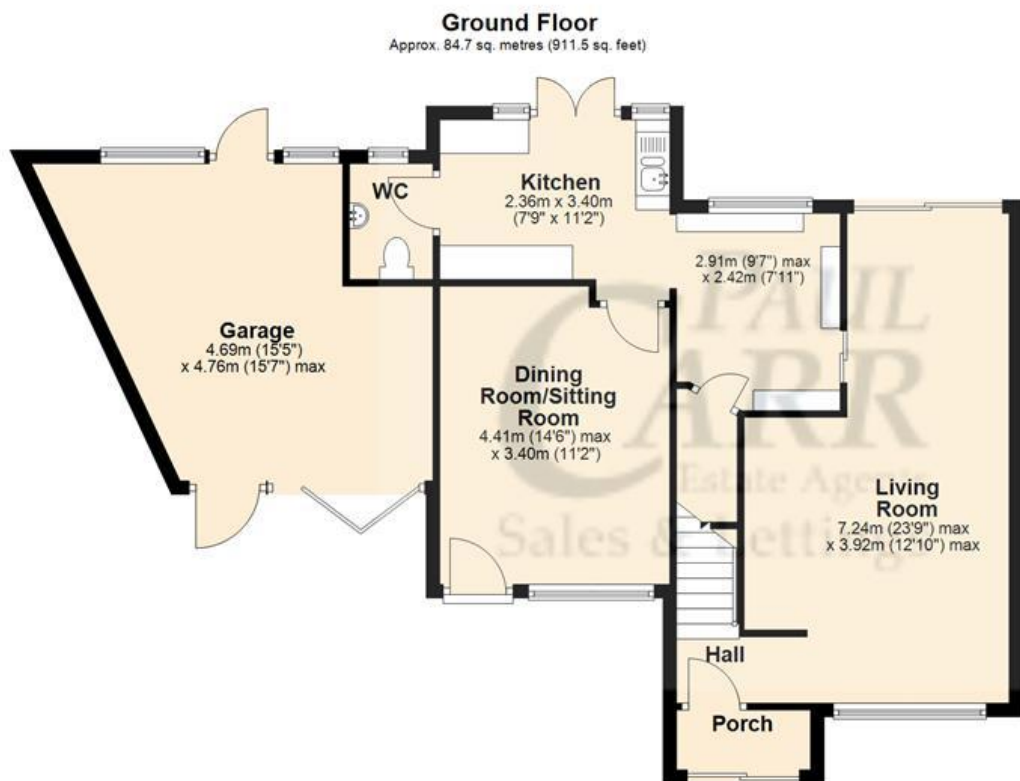 Ground Floor
Approx. 84.7 sq. metres (911.5 sq. feet)
WC
Kitchen
2.36m x 3.40m
(7'9" x 11'2")
2.91m (9'7") max
x 2.42m (7'11")
PAUL
CARR
Estate Agents
Sales & Lettings
Garage
4.69m (15'5")
x 4.76m (15'7") max
Dining
Room/Sitting
Room
4.41m (14'6") max
x 3.40m (11'2")
Living
Room
7.24m (23'9") max
x 3.92m (12'10") max
Hall
Porch